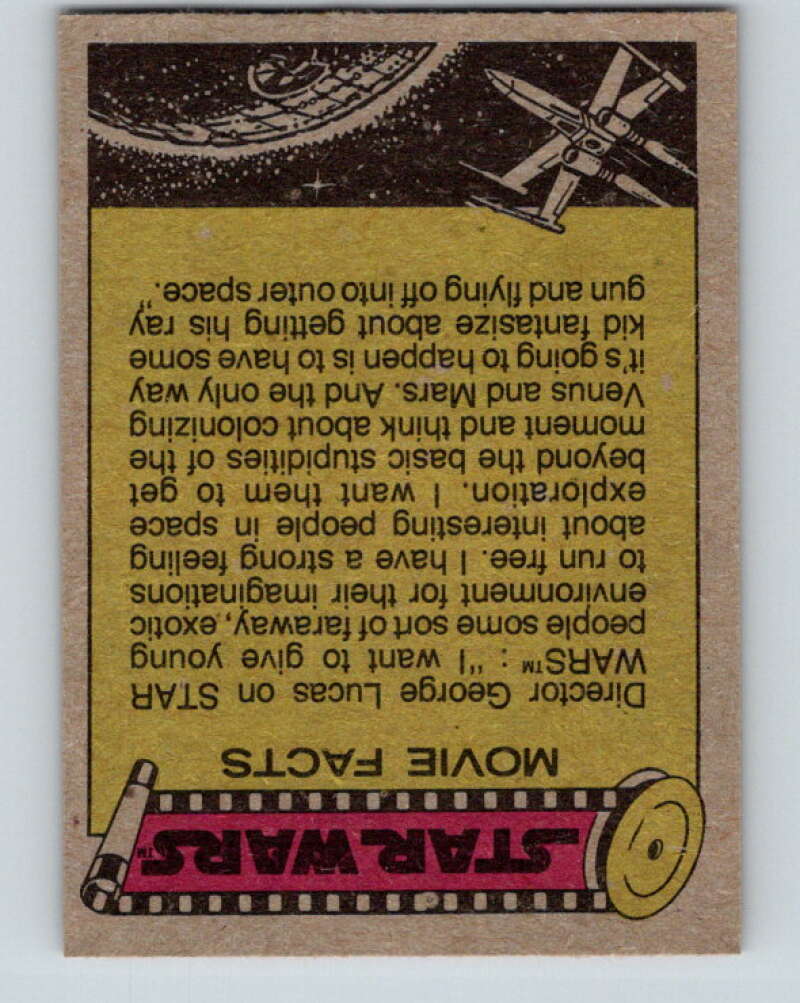 STAR WARS™
MOVIE FACTS
Director George Lucas on STAR
WARS™: "I want to give young
people some sort of faraway, exotic
environment for their imaginations
to run free. I have a strong feeling
about interesting people in space
exploration. I want them to get
beyond the basic stupidities of the
moment and think about colonizing
Venus and Mars. And the only way
it's going to happen is to have some
kid fantasize about getting his ray
gun and flying off into outer space."